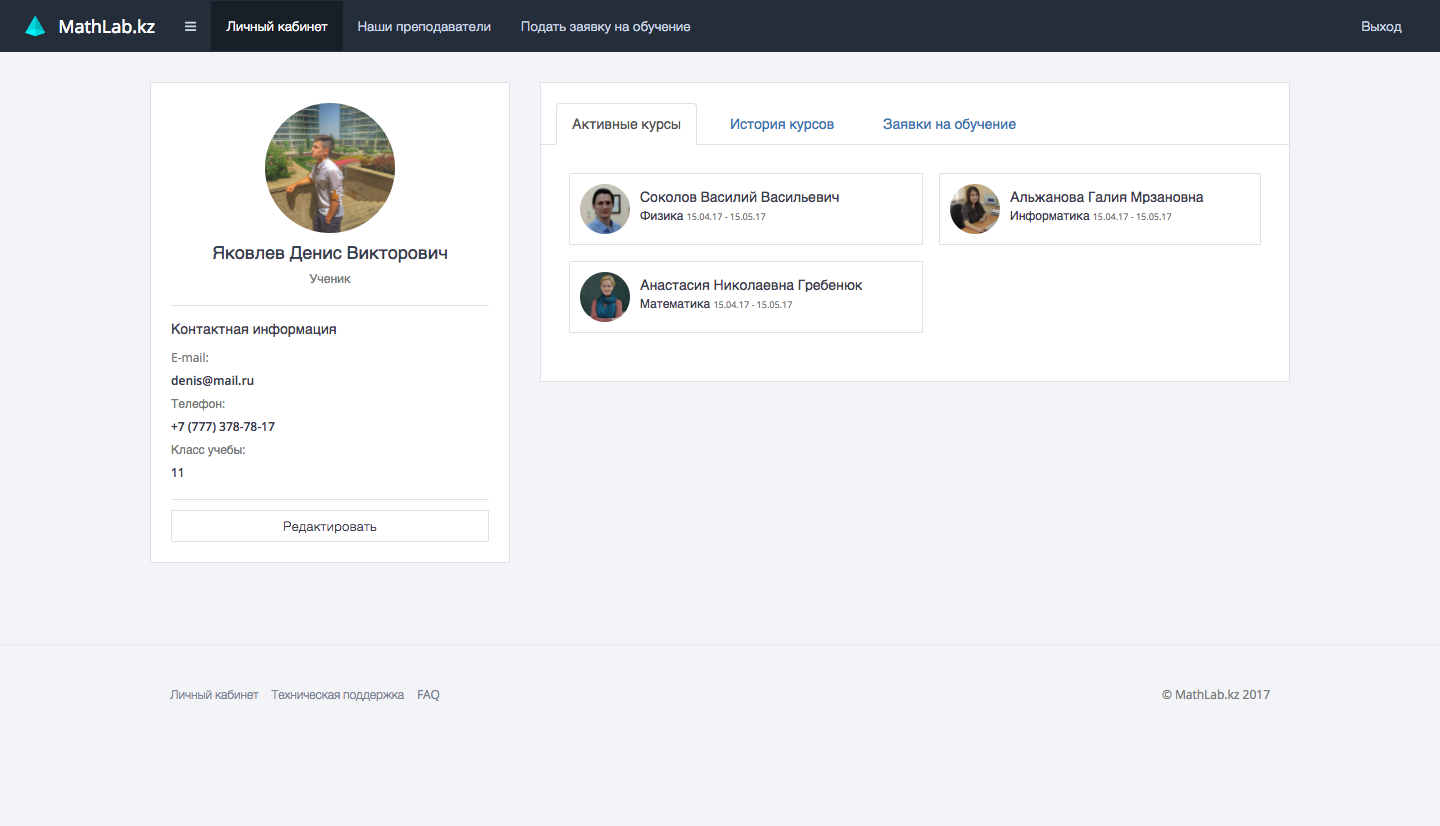 MathLab.kz
Личный кабинет
Наши преподаватели
Подать заявку на обучение
Выход
Яковлев Денис Викторович
Ученик
Контактная информация
E-mail:
denis@mail.ru
Телефон:
+7 (777) 378-78-17
Класс учебы:
11
Редактировать
Активные курсы
История курсов
Заявки на обучение
Соколов Василий Васильевич
Физика 15.04.17 - 15.05.17
Альжанова Галия Мрзановна
Информатика 15.04.17 - 15.05.17
Анастасия Николаевна Гребенюк
Математика 15.04.17 - 15.05.17
Личный кабинет
Техническая поддержка
FAQ
© MathLab.kz 2017